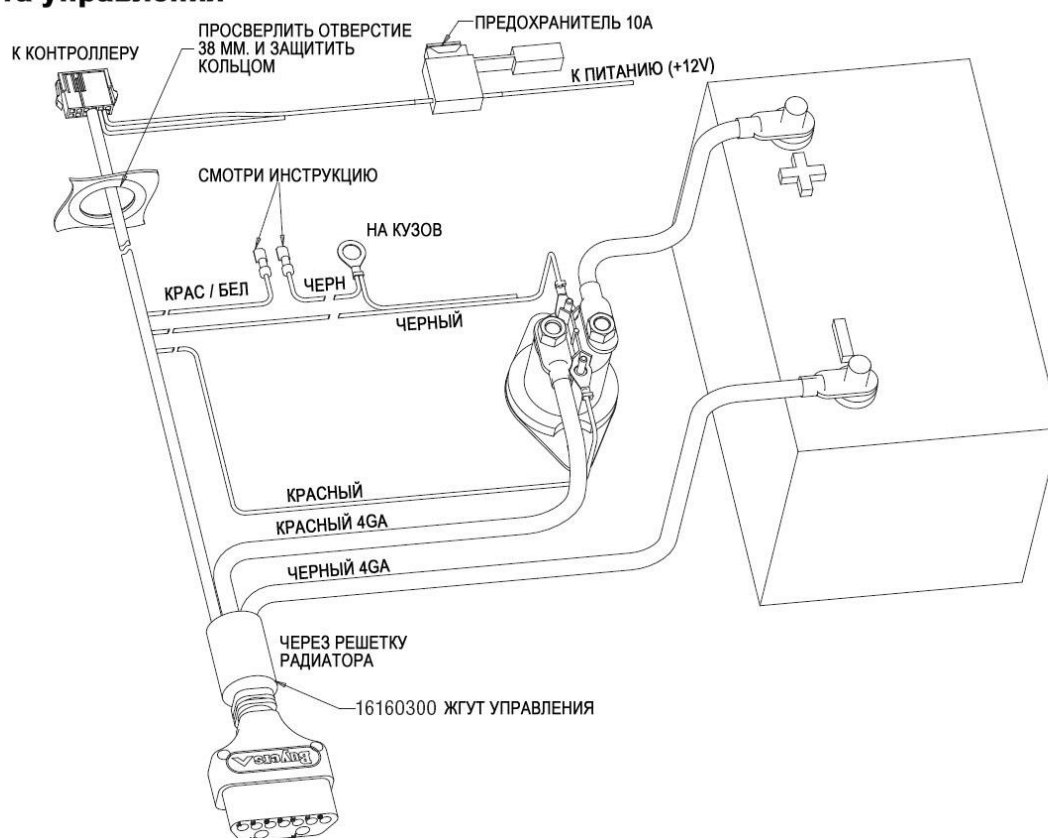 та управления
К КОНТРОЛЛЕРУ
ПРОСВЕРЛИТЬ ОТВЕРСТИЕ
38 ММ. И ЗАЩИТИТЬ
КОЛЬЦОМ
ПРЕДОХРАНИТЕЛЬ 10А
К ПИТАНИЮ (+12V)
СМОТРИ ИНСТРУКЦИЮ
НА КУЗОВ
КРАС / БЕЛ
ЧЕРН
ЧЕРНЫЙ
КРАСНЫЙ
КРАСНЫЙ 4GA
ЧЕРНЫЙ 4GA
ЧЕРЕЗ РЕШЕТКУ
РАДИАТОРА
16160300 ЖГУТ УПРАВЛЕНИЯ
Buyers